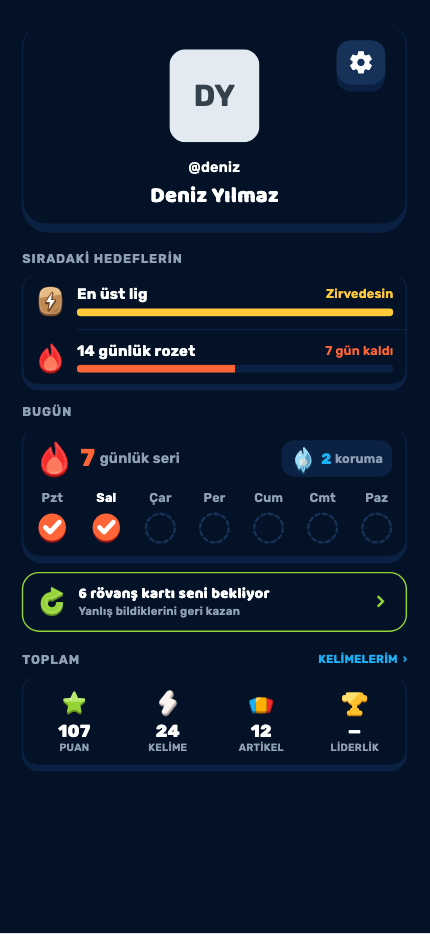 DY
@deniz
Deniz Yılmaz
SIRADAKİ HEDEFLERİN
En üst lig
Zirvedesin
14 günlük rozet
7 gün kaldı
BUGÜN
7 günlük seri
2 koruma
Pzt Sal Çar Per Cum Cmt Paz
6 rövanş kartı seni bekliyor
Yanlış bildiklerini geri kazan
TOPLAM
KELİMELERİM ›
107 24 12 –
PUAN KELİME ARTİKEL LİDERLİK